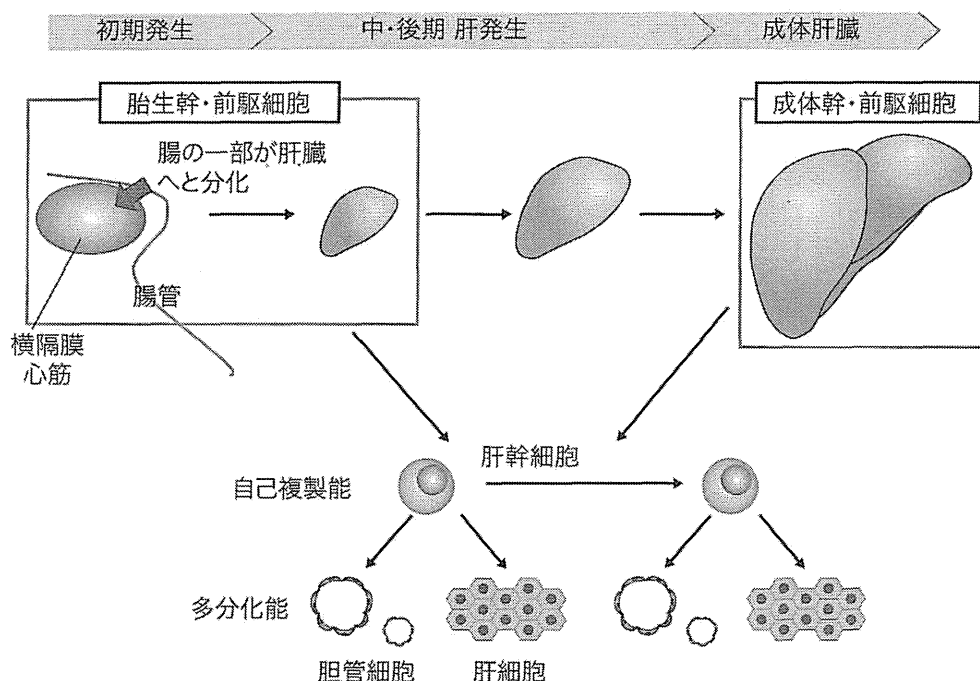 初期発生
中・後期 肝発生
成体肝臓
胎生幹・前駆細胞
成体幹・前駆細胞
腸の一部が肝臓
へと分化
腸管
横隔膜
心筋
肝幹細胞
自己複製能
多分化能
胆管細胞
肝細胞